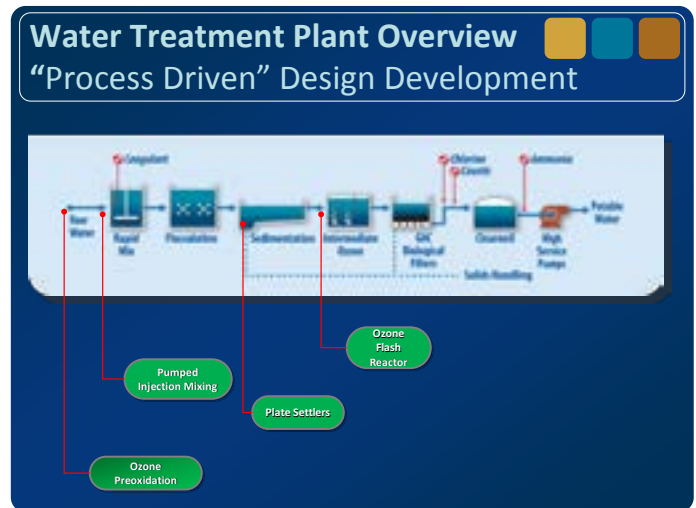 Water Treatment Plant Overview
“Process Driven” Design Development
Coagulant
Chlorine
Caustic
Ammonia
Raw
Water
Rapid
Mix
Flocculation
Sedimentation
Intermediate
Ozone
GAC
Biological
Filters
Clearwell
High
Service
Pumps
Potable
Water
Solids Handling
Ozone
Flash
Reactor
Pumped
Injection Mixing
Plate Settlers
Ozone
Preoxidation